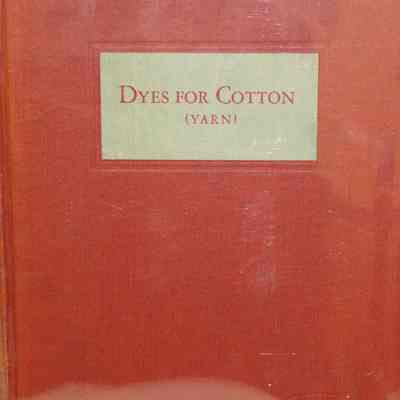 DYES FOR COTTON
(YARN)